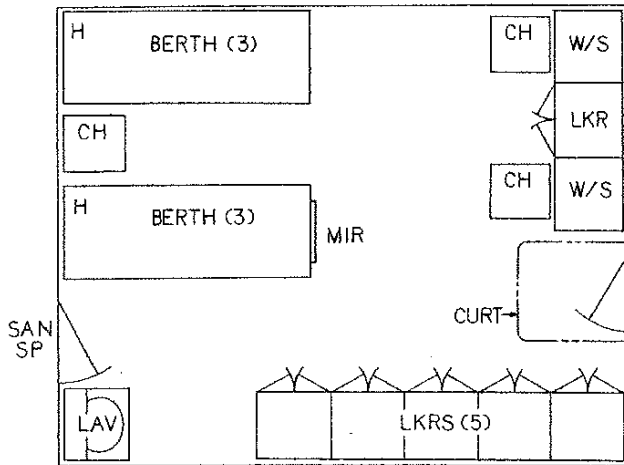 H
BERTH (3)
CH
W/S
CH
LKR
CH
W/S
H
BERTH (3)
MIR
CURT
SAN
SP
LAV
LKRS (5)